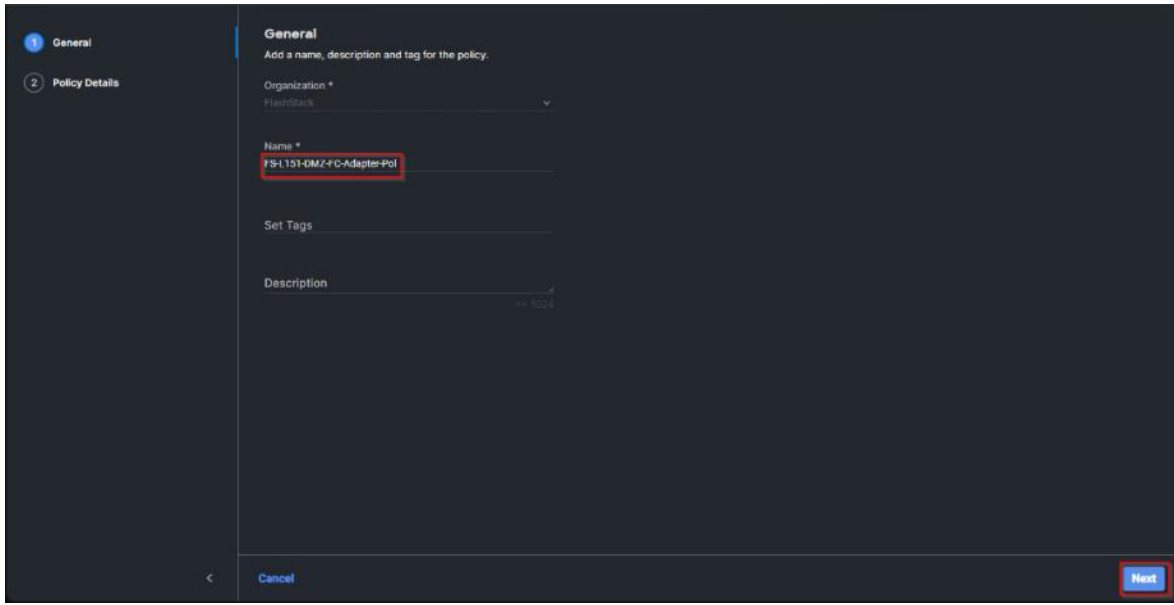 1 General
2 Policy Details
General
Add a name, description and tag for the policy.
Organization *
FlashStack
Name *
FS-L151-DMZ-FC-Adapter-Pol
Set Tags
Description
<= 1024
< Cancel Next